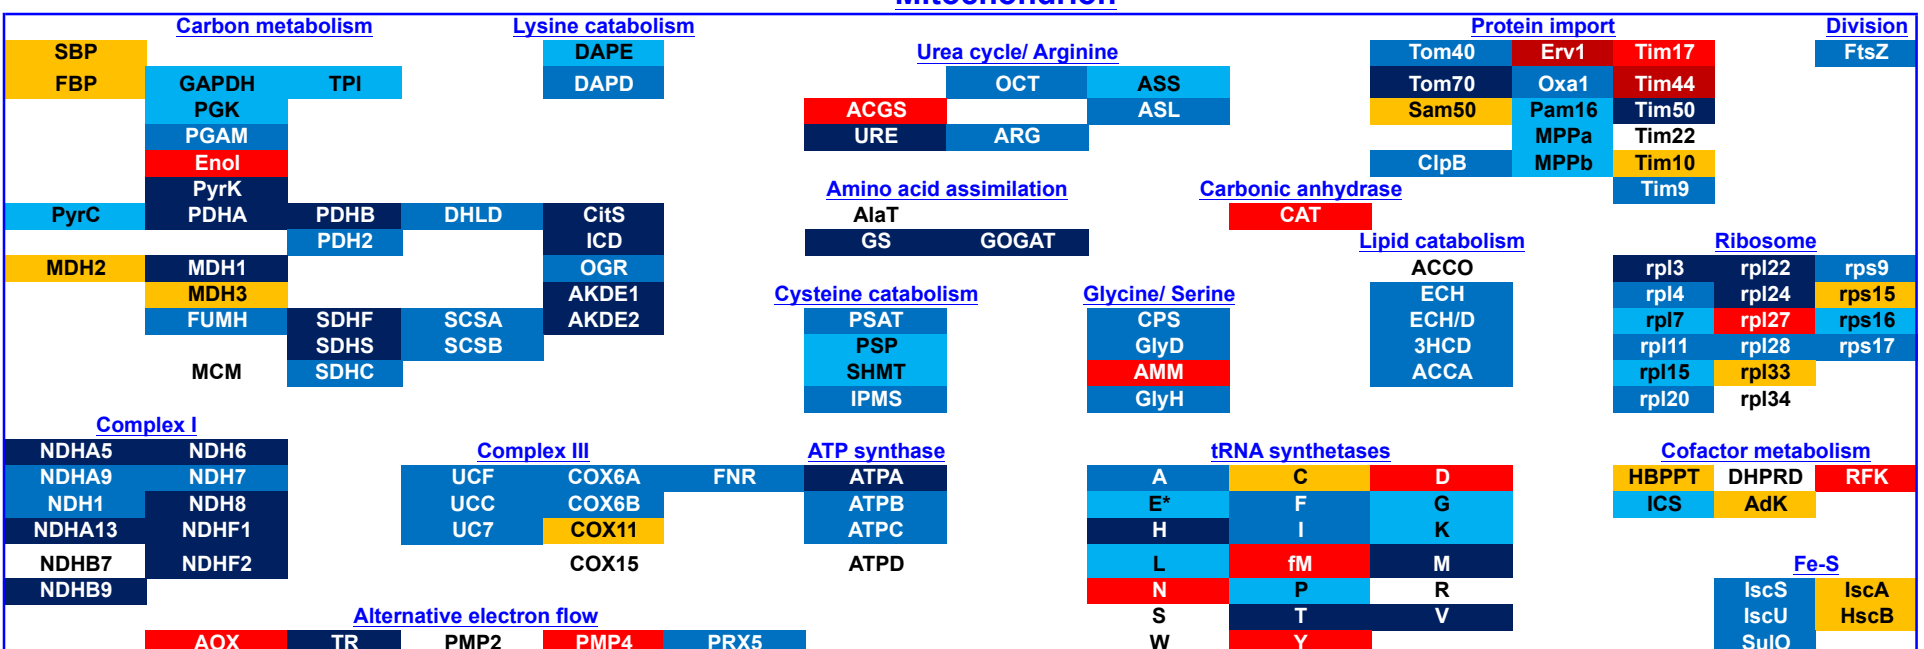 Mitochondrion
Carbon metabolism Lysine catabolism Protein import Division
SBP DAPE Urea cycle/ Arginine Tom40 Erv1 Tim17 FtsZ
FBP GAPDH TPI DAPD OCT ASS Tom70 Oxa1 Tim44
PGK ACGS ASL Sam50 Pam16 Tim50
PGAM URE ARG MPPa Tim22
Enol ClpB MPPb Tim10
PyrK Amino acid assimilation Carbonic anhydrase Tim9
PyrC PDHA PDHB DHLD CitS AlaT CAT
PDH2 ICD GS GOGAT Lipid catabolism Ribosome
MDH2 MDH1 OGR ACCO rpl3 rpl22 rps9
MDH3 AKDE1 Cysteine catabolism Glycine/ Serine ECH rpl4 rpl24 rps15
FUMH SDHF SCSA AKDE2 PSAT CPS ECH/D rpl7 rpl27 rps16
SDHS SCSB PSP GlyD 3HCD rpl11 rpl28 rps17
MCM SDHC SHMT AMM ACCA rpl15 rpl33
IPMS GlyH rpl20 rpl34
Complex I
NDHA5 NDH6 Complex III ATP synthase tRNA synthetases Cofactor metabolism
NDHA9 NDH7 UCF COX6A FNR ATPA A C D HBPPT DHPRD RFK
NDH1 NDH8 UCC COX6B ATPB E* F G ICS AdK
NDHA13 NDHF1 UC7 COX11 ATPC H I K
NDHB7 NDHF2 COX15 ATPD L fM M Fe-S
NDHB9 N P R IscS IscA
Alternative electron flow S T V IscU HscB
AOX TR PMP2 PMP4 PRX5 W Y SulO